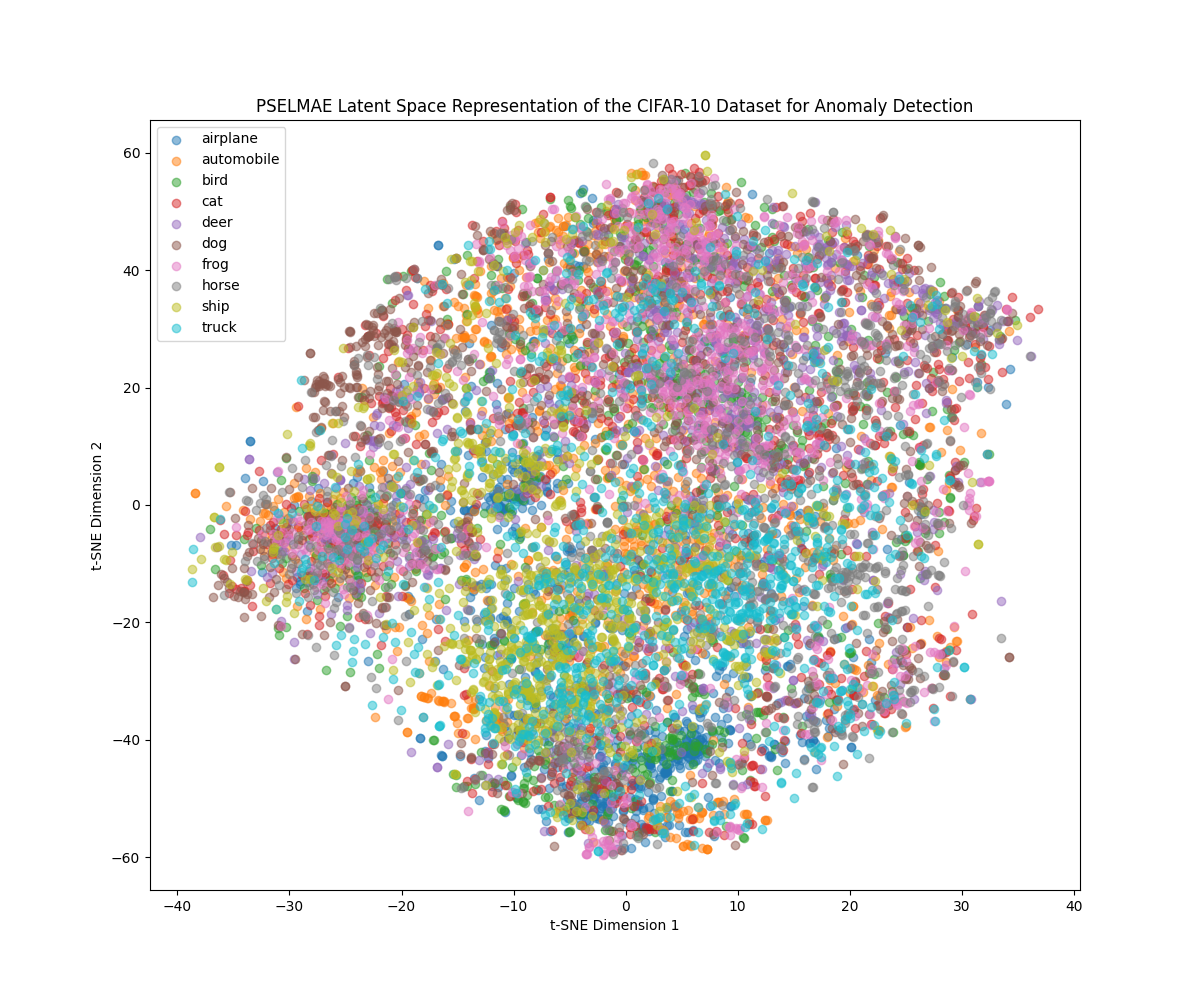 PSELMAE Latent Space Representation of the CIFAR-10 Dataset for Anomaly Detection
airplane
automobile
bird
cat
deer
dog
frog
horse
ship
truck
60
40
20
0
−20
−40
−60
t-SNE Dimension 2
−40 −30 −20 −10 0 10 20 30 40
t-SNE Dimension 1